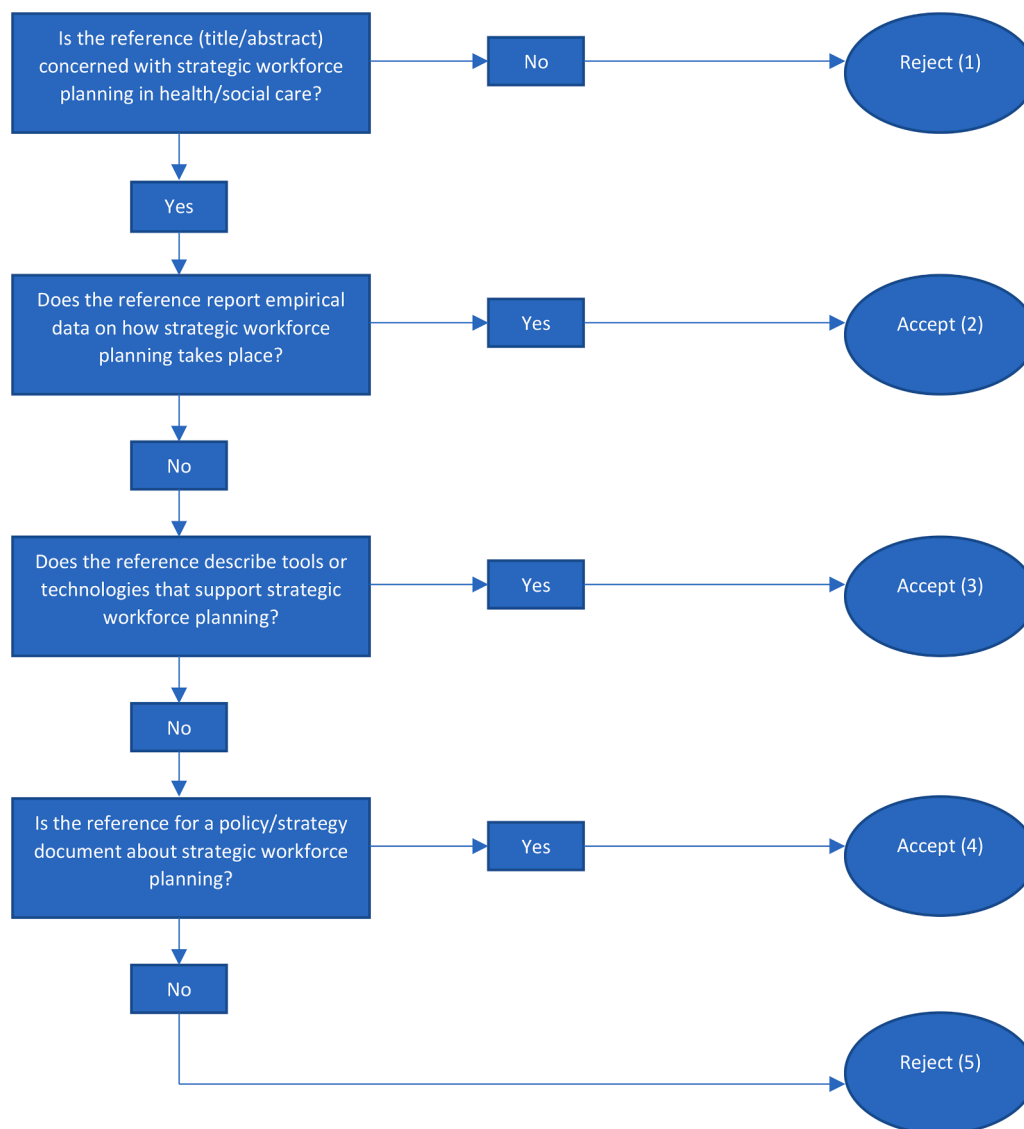 Is the reference (title/abstract)
concerned with strategic workforce
planning in health/social care?
No
Reject (1)
Yes
Does the reference report empirical
data on how strategic workforce
planning takes place?
Yes
Accept (2)
No
Does the reference describe tools or
technologies that support strategic
workforce planning?
Yes
Accept (3)
No
Is the reference for a policy/strategy
document about strategic workforce
planning?
Yes
Accept (4)
No
Reject (5)